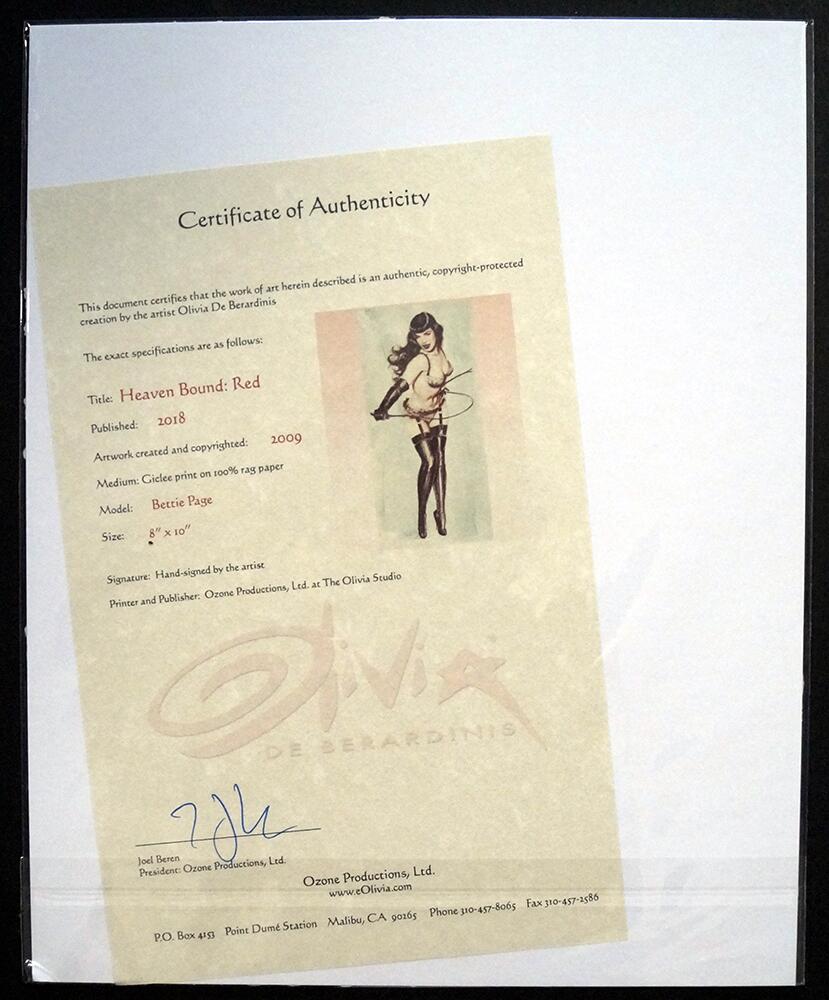 Certificate of Authenticity
This document certifies that the work of art herein described is an authentic, copyright-protected
creation by the artist Olivia De Berardinis
The exact specifications are as follows:
Title: Heaven Bound: Red
Published: 2018
Artwork created and copyrighted: 2009
Medium: Giclee print on 100% rag paper
Model: Bettie Page
Size: 8" x 10"
Signature: Hand-signed by the artist
Printer and Publisher: Ozone Productions, Ltd. at The Olivia Studio
Olivia
DE BERARDINIS
Joel Beren
President: Ozone Productions, Ltd.
Ozone Productions, Ltd.
www.eOlivia.com
P.O. Box 4153 Point Dumé Station Malibu, CA 90265 Phone 310-457-8065 Fax 310-457-2586